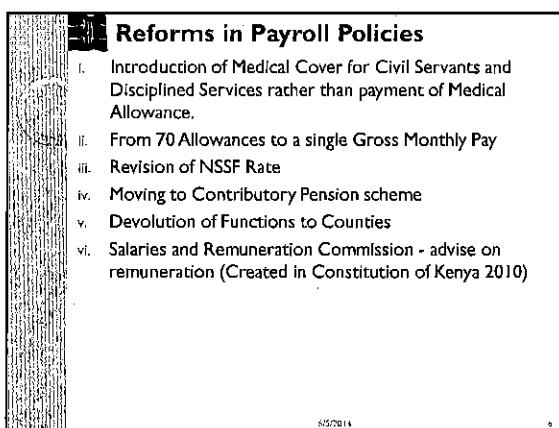 Reforms in Payroll Policies
i. Introduction of Medical Cover for Civil Servants and
Disciplined Services rather than payment of Medical
Allowance.
ii. From 70 Allowances to a single Gross Monthly Pay
iii. Revision of NSSF Rate
iv. Moving to Contributory Pension scheme
v. Devolution of Functions to Counties
vi. Salaries and Remuneration Commission - advise on
remuneration (Created in Constitution of Kenya 2010)
6/5/2014